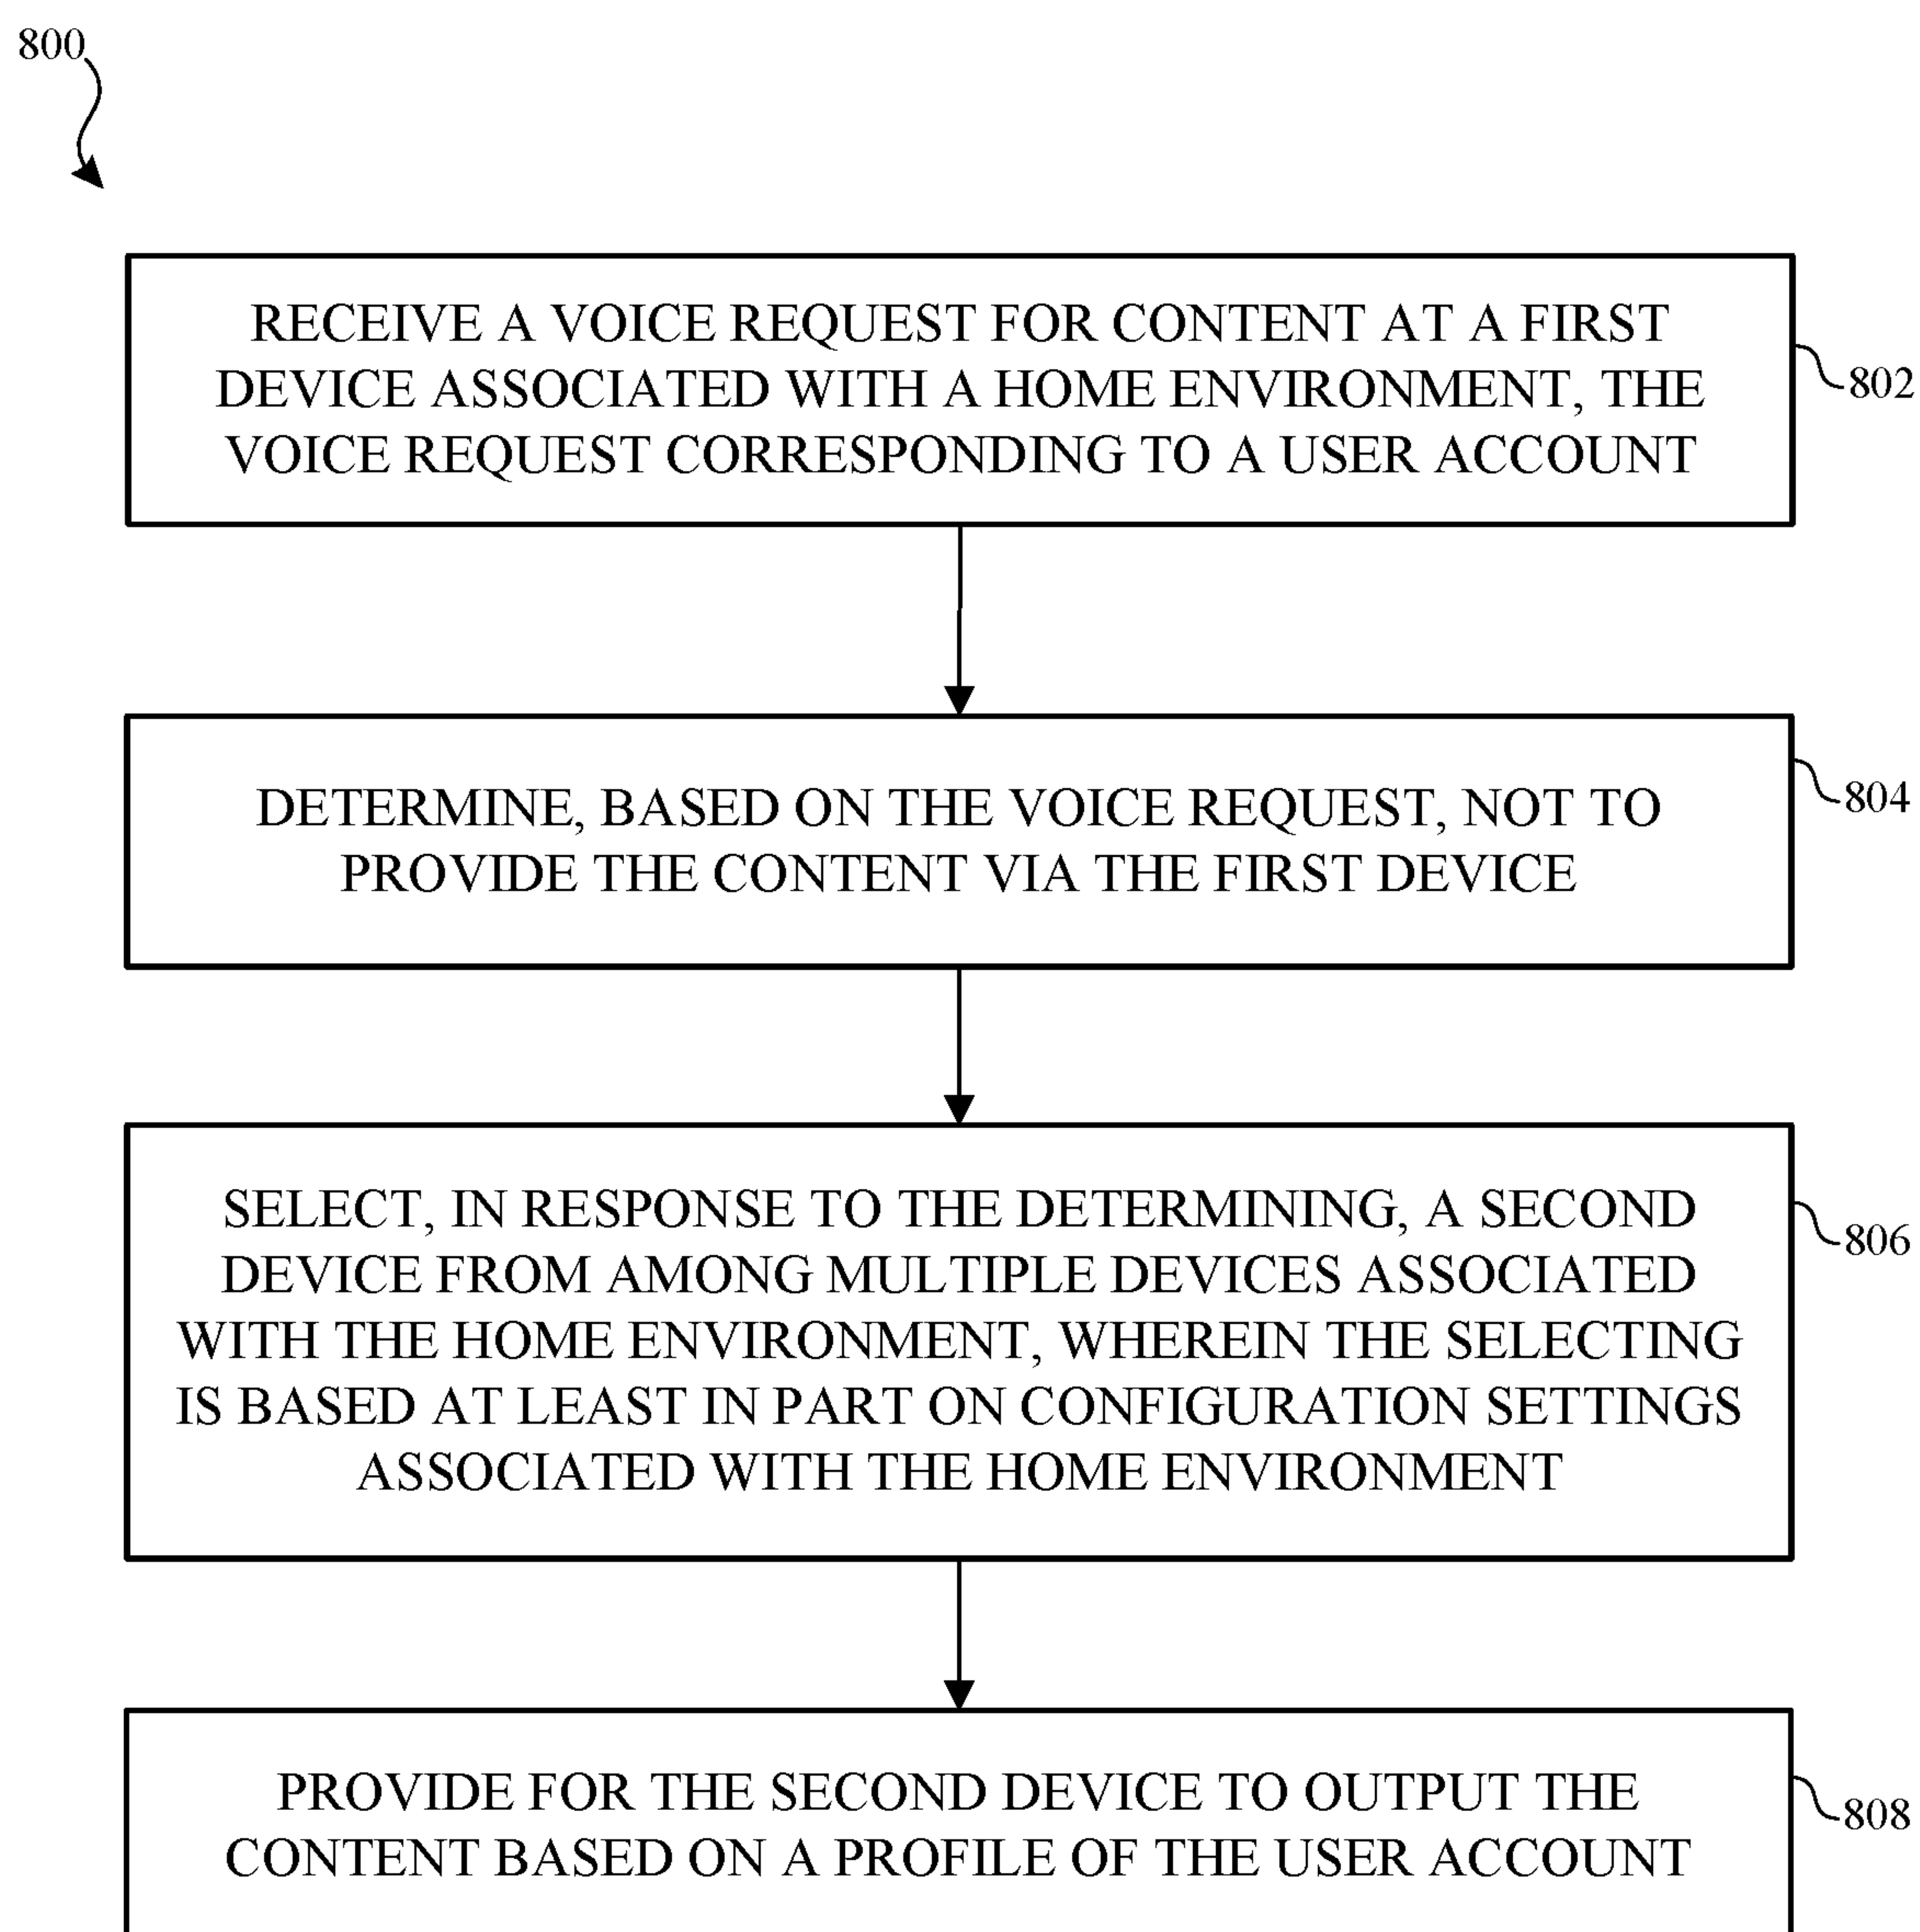 800
RECEIVE A VOICE REQUEST FOR CONTENT AT A FIRST
DEVICE ASSOCIATED WITH A HOME ENVIRONMENT, THE
VOICE REQUEST CORRESPONDING TO A USER ACCOUNT
802
DETERMINE, BASED ON THE VOICE REQUEST, NOT TO
PROVIDE THE CONTENT VIA THE FIRST DEVICE
804
SELECT, IN RESPONSE TO THE DETERMINING, A SECOND
DEVICE FROM AMONG MULTIPLE DEVICES ASSOCIATED
WITH THE HOME ENVIRONMENT, WHEREIN THE SELECTING
IS BASED AT LEAST IN PART ON CONFIGURATION SETTINGS
ASSOCIATED WITH THE HOME ENVIRONMENT
806
PROVIDE FOR THE SECOND DEVICE TO OUTPUT THE
CONTENT BASED ON A PROFILE OF THE USER ACCOUNT
808